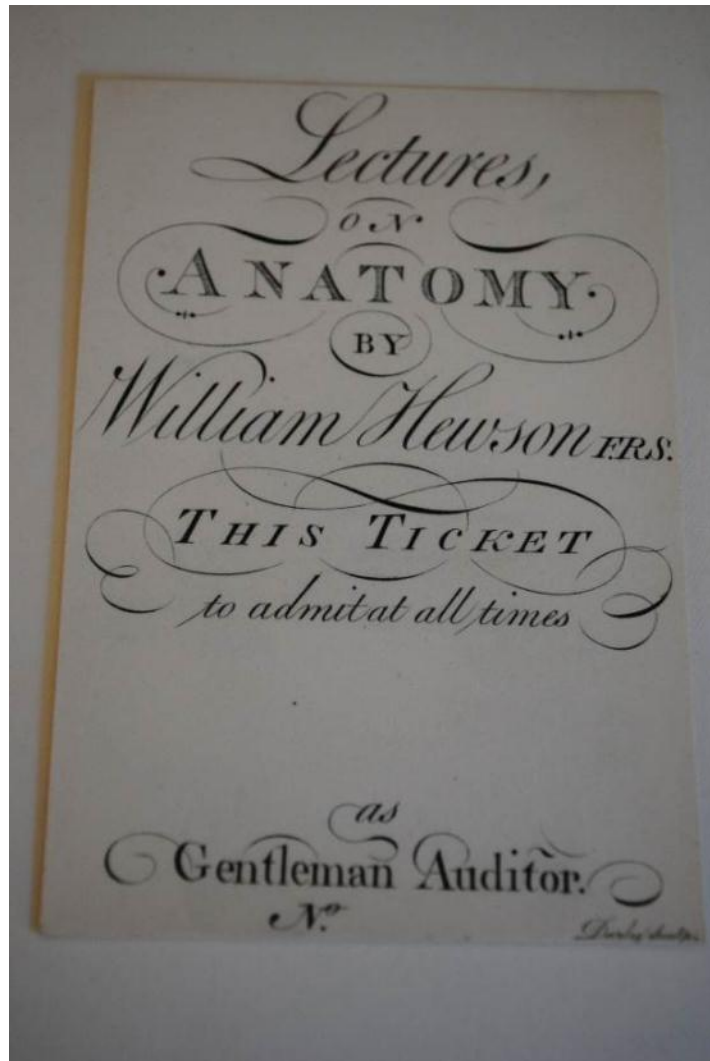 Lectures,
ON
ANATOMY
BY
William Hewson F.R.S.
THIS TICKET
to admit at all times
as
Gentleman Auditor.
No.